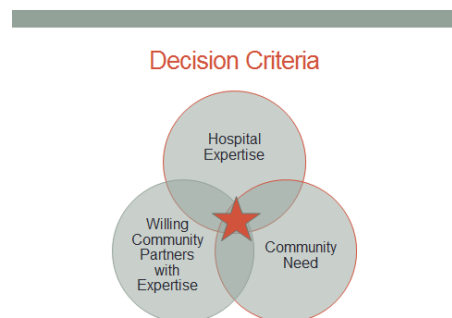 Decision Criteria
Hospital
Expertise
Willing
Community
Partners
with
Expertise
Community
Need